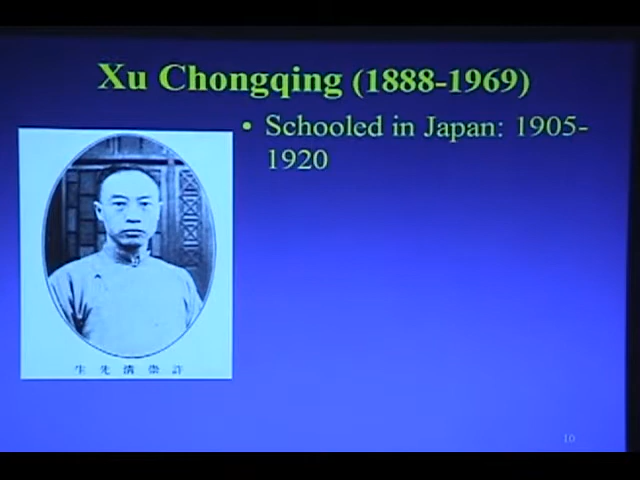 Xu Chongqing (1888-1969)
• Schooled in Japan: 1905-
1920
生 先 清 崇 許
10